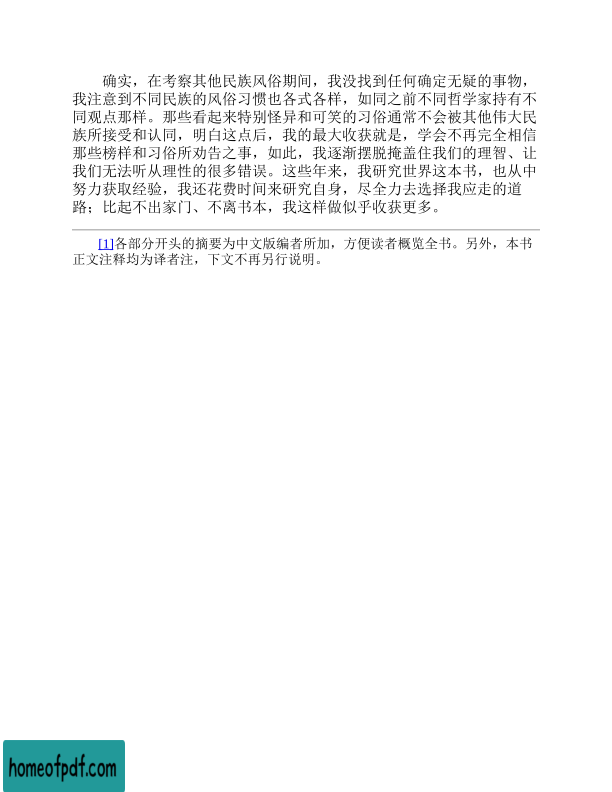 确实，在考察其他民族风俗期间，我没找到任何确定无疑的事物，
我注意到不同民族的风俗习惯也各式各样，如同之前不同哲学家持有不
同观点那样。那些看起来特别怪异和可笑的习俗通常不会被其他伟大民
族所接受和认同，明白这点后，我的最大收获就是，学会不再完全相信
那些榜样和习俗所劝告之事，如此，我逐渐摆脱掩盖住我们的理智、让
我们无法听从理性的很多错误。这些年来，我研究世界这本书，也从中
努力获取经验，我还花费时间来研究自身，尽全力去选择我应走的道
路；比起不出家门、不离书本，我这样做似乎收获更多。
[1]各部分开头的摘要为中文版编者所加，方便读者概览全书。另外，本书
正文注释均为译者注，下文不再另行说明。
homeofpdf.com